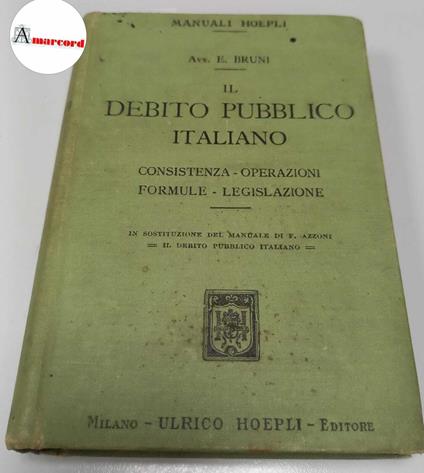 Amarcord
MANUALI HOEPLI
Avv. E. BRUNI
IL
DEBITO PUBBLICO
ITALIANO
CONSISTENZA - OPERAZIONI
FORMULE - LEGISLAZIONE
IN SOSTITUZIONE DEL MANUALE DI F. AZZONI
= IL DEBITO PUBBLICO ITALIANO =
MILANO - ULRICO HOEPLI - EDITORE